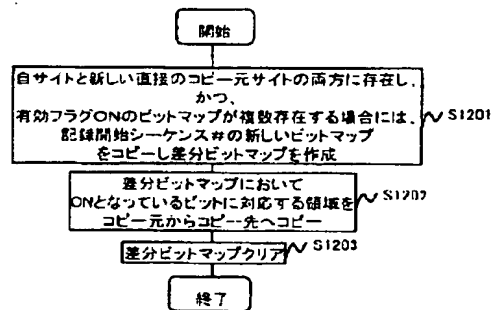 開始
自サイトと新しい直接のコピー元サイトの両方に存在し、
かつ、
有効フラグONのビットマップが複数存在する場合には、
記録開始シーケンス#の新しいビットマップ
をコピーし差分ビットマップを作成
S1201
差分ビットマップにおいて
ONとなっているビットに対応する領域を
コピー元からコピー先へコピー
S1202
差分ビットマップクリア
S1203
終了